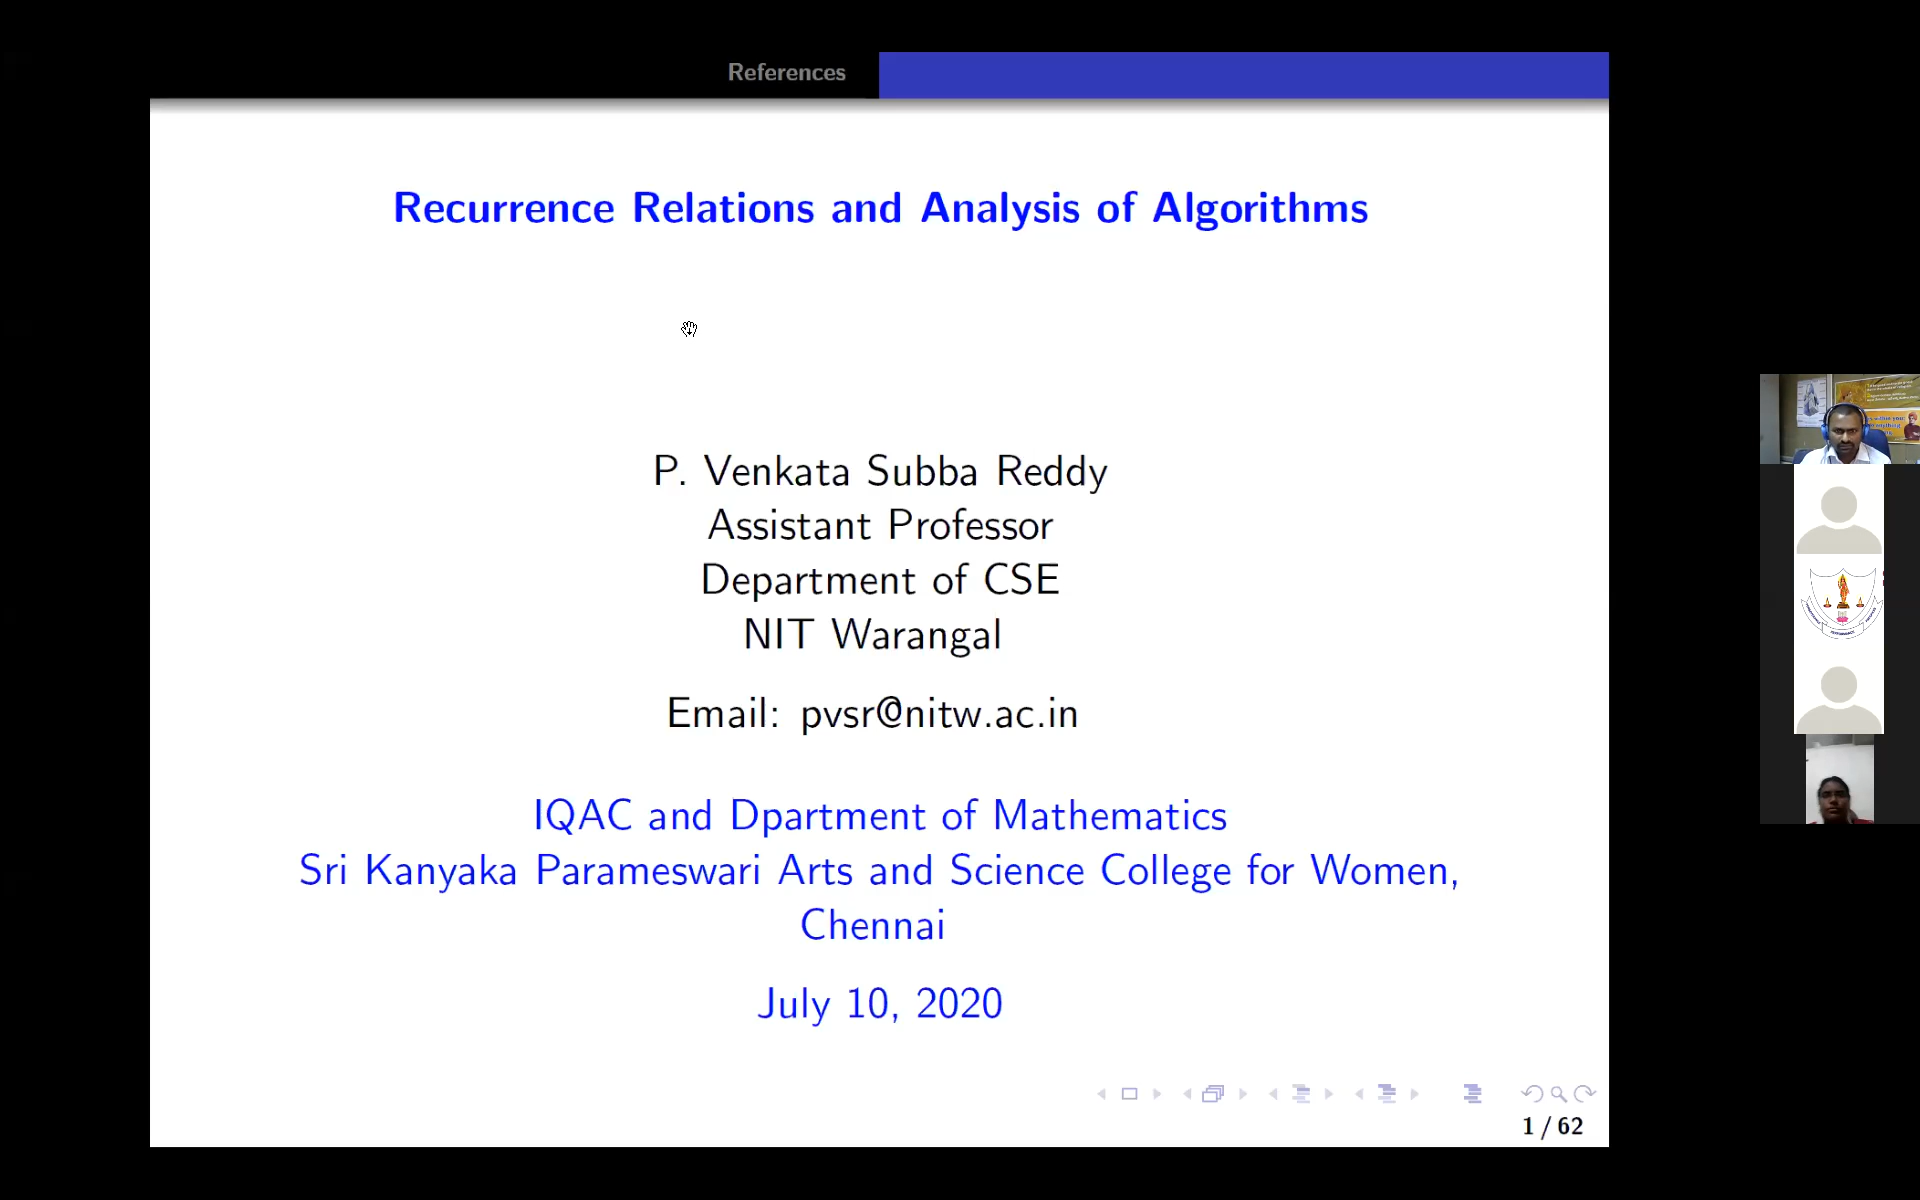 References
Recurrence Relations and Analysis of Algorithms
P. Venkata Subba Reddy
Assistant Professor
Department of CSE
NIT Warangal
Email: pvsr@nitw.ac.in
IQAC and Dpartment of Mathematics
Sri Kanyaka Parameswari Arts and Science College for Women,
Chennai
July 10, 2020
1 / 62